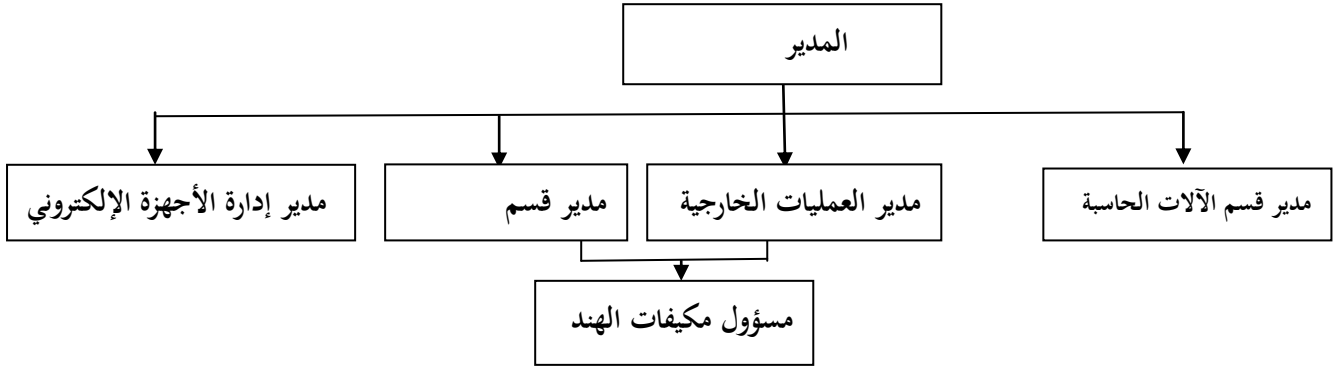 المدير
مدير قسم الآلات الحاسبة
مدير العمليات الخارجية
مدير قسم
مدير إدارة الأجهزة الإلكتروني
مسؤول مكيفات الهند